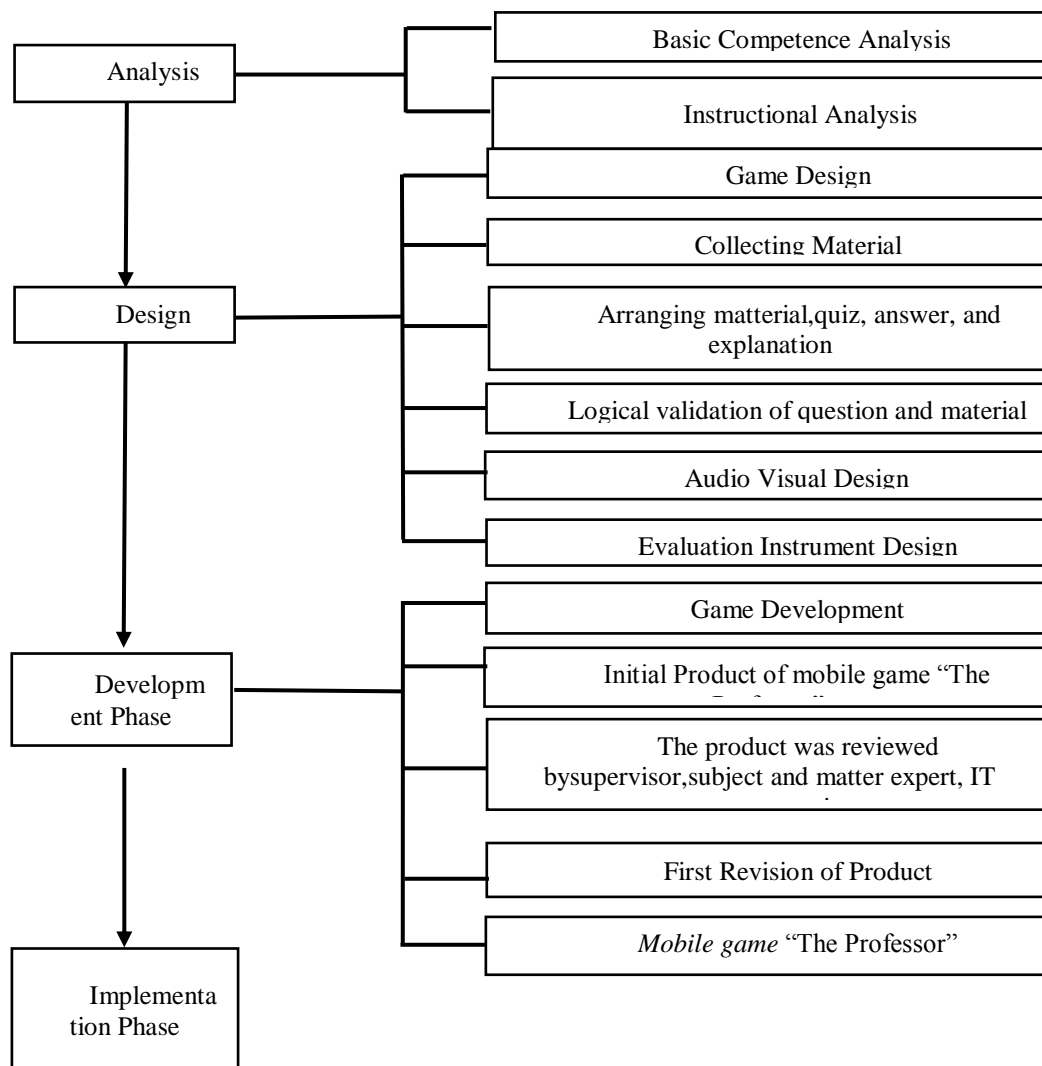 Basic Competence Analysis
Analysis
Instructional Analysis
Game Design
Collecting Material
Design
Arranging matterial,quiz, answer, and
explanation
Logical validation of question and material
Audio Visual Design
Evaluation Instrument Design
Game Development
Developm
ent Phase
Initial Product of mobile game “The
The product was reviewed
bysupervisor,subject and matter expert, IT
First Revision of Product
Mobile game “The Professor”
Implementa
tion Phase